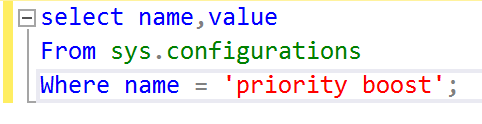 select name,value
From sys.configurations
Where name = 'priority boost';